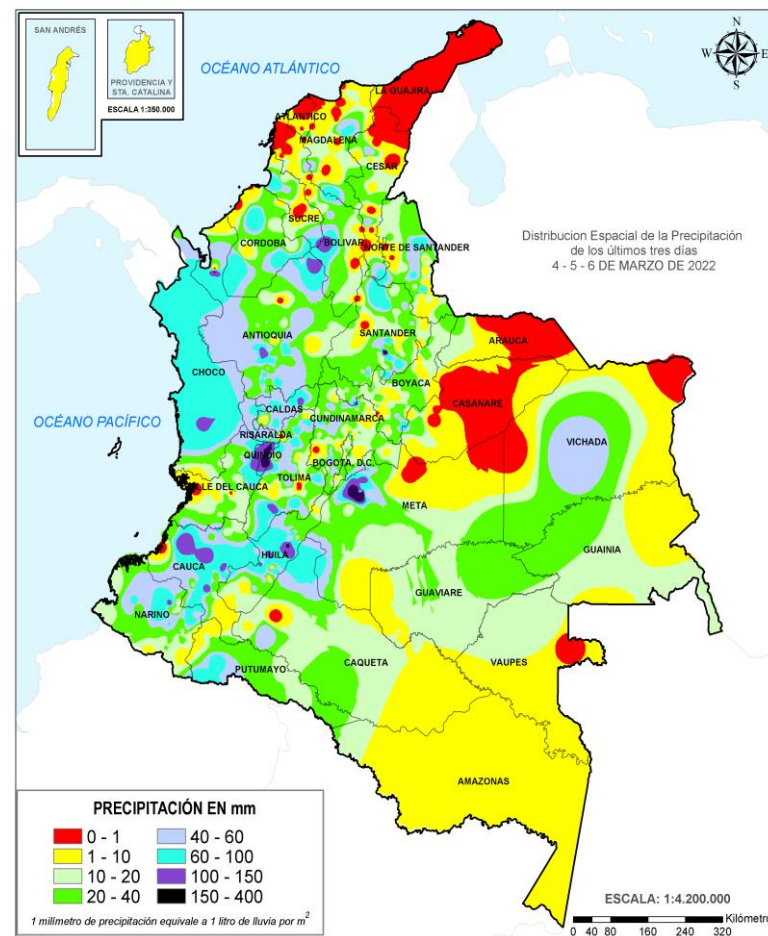 SAN ANDRÉS
PROVIDENCIA Y
STA. CATALINA
ESCALA 1:350.000
OCÉANO ATLÁNTICO
N
W
E
S
LA GUAJIRA
ATLANTICO
MAGDALENA
CESAR
SUCRE
CORDOBA
BOLIVAR
NORTE DE SANTANDER
Distribucion Espacial de la Precipitación
de los últimos tres días
4 - 5 - 6 DE MARZO DE 2022
ANTIOQUIA
SANTANDER
ARAUCA
CHOCO
BOYACA
CASANARE
OCÉANO PACÍFICO
CALDAS
CUNDINAMARCA
RISARALDA
QUINDIO
BOGOTA, D.C.
VICHADA
TOLIMA
LLE DEL CAUCA
META
HUILA
CAUCA
GUAINIA
GUAVIARE
NARINO
PUTUMAYO
CAQUETA
VAUPES
AMAZONAS
PRECIPITACIÓN EN mm
0 - 1
1 - 10
10 - 20
20 - 40
40 - 60
60 - 100
100 - 150
150 - 400
1 milimetro de precipitación equivale a 1 litro de lluvia por m²
ESCALA: 1:4.200.000
Kilómetro
0 40 80 160 240 320